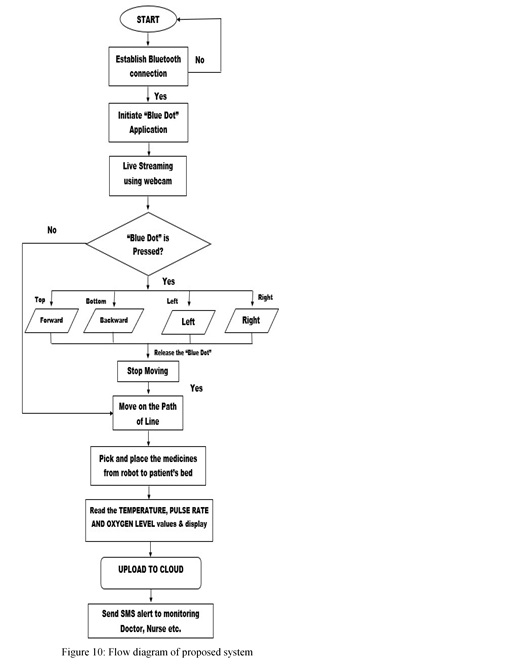 START
Establish Bluetooth
connection
No
Yes
Initiate “Blue Dot”
Application
Live Streaming
using webcam
No
“Blue Dot” is
Pressed?
Yes
Top
Bottom
Left
Right
Forward
Backward
Left
Right
Release the “Blue Dot”
Stop Moving
Yes
Move on the Path
of Line
Pick and place the medicines
from robot to patient’s bed
Read the TEMPERATURE, PULSE RATE
AND OXYGEN LEVEL values & display
UPLOAD TO CLOUD
Send SMS alert to monitoring
Doctor, Nurse etc.
Figure 10: Flow diagram of proposed system